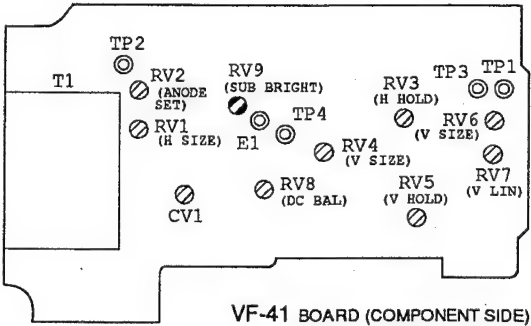 TP2
T1
RV2
(ANODE
SET)
RV1
(H SIZE)
RV9
(SUB BRIGHT)
E1
TP4
RV3
(H HOLD)
TP3
TP1
RV6
(V SIZE)
RV4
(V SIZE)
RV7
(V LIN)
CV1
RV8
(DC BAL)
RV5
(V HOLD)
VF-41 BOARD (COMPONENT SIDE)